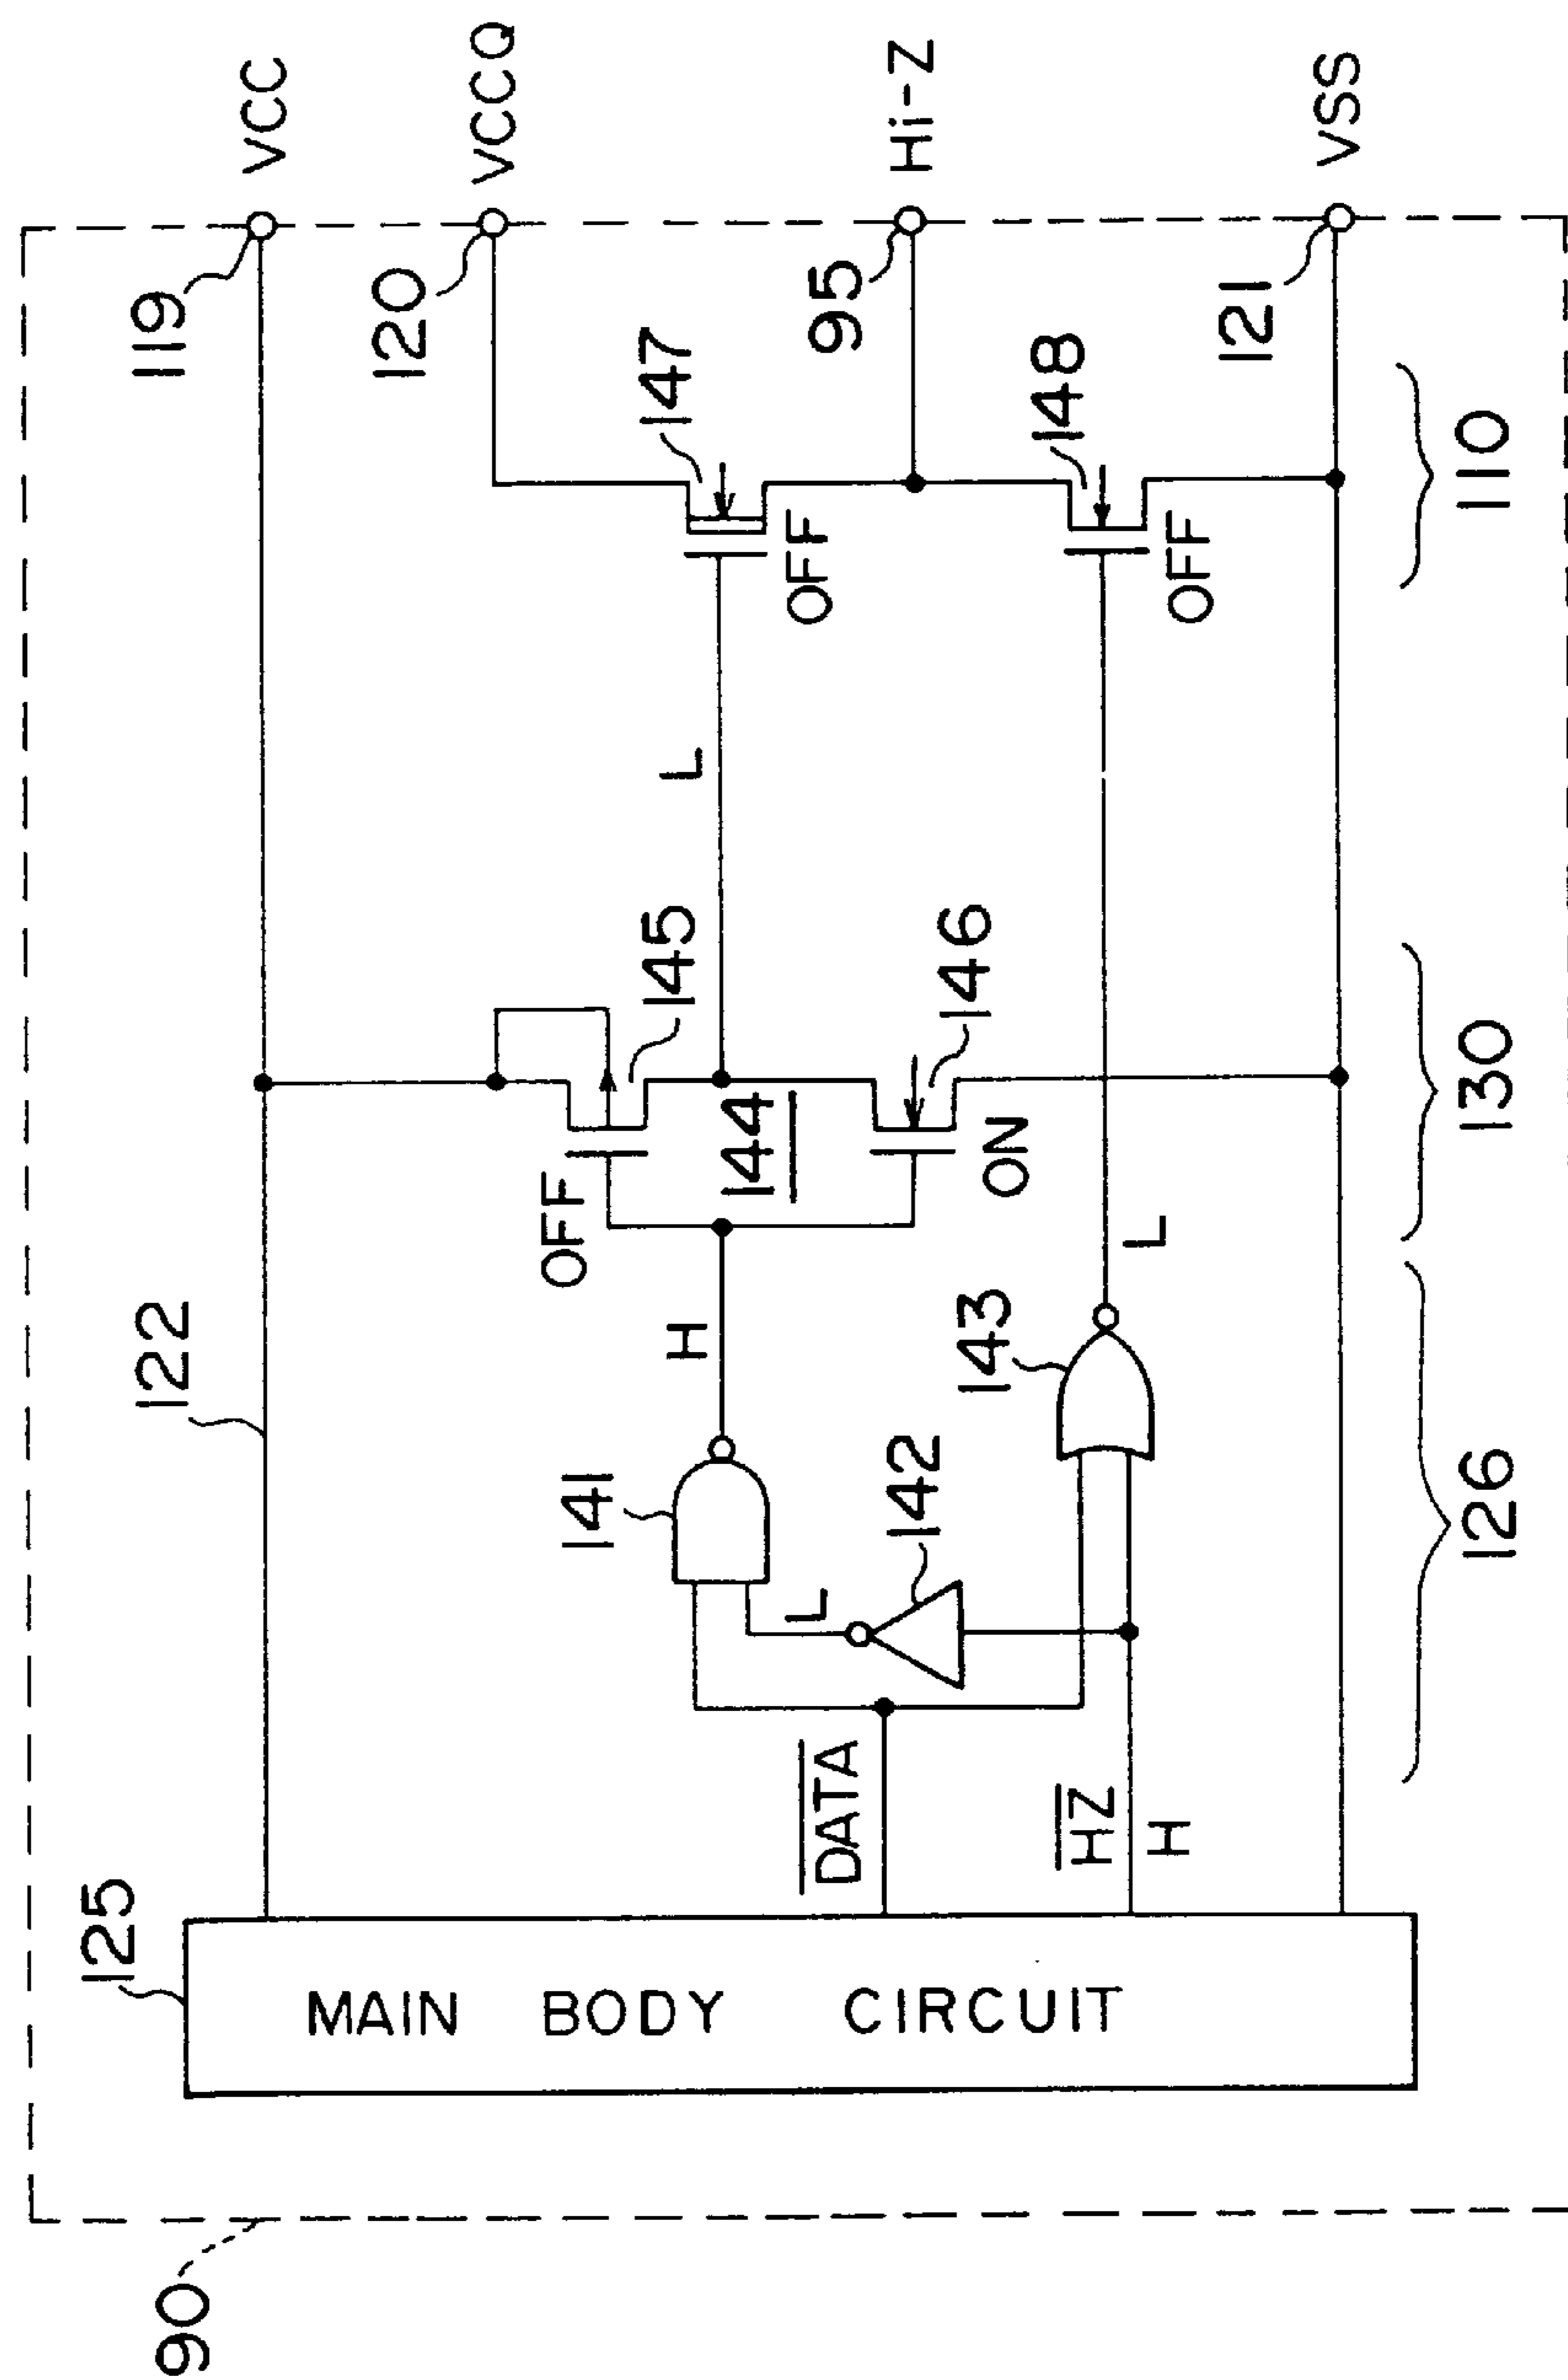 90
125
MAIN BODY CIRCUIT
122
119
VCC
120
VCCQ
OFF
145
147
141
H
144
L
OFF
95
Hi-Z
DATA
L
142
ON
146
148
HZ
H
143
L
OFF
121
VSS
126
130
110